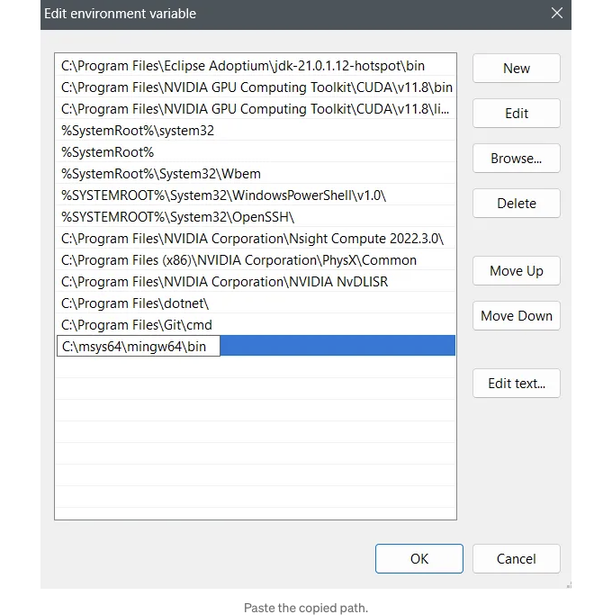 Edit environment variable
C:\Program Files\Eclipse Adoptium\jdk-21.0.1.12-hotspot\bin
New
C:\Program Files\NVIDIA GPU Computing Toolkit\CUDA\v11.8\bin
C:\Program Files\NVIDIA GPU Computing Toolkit\CUDA\v11.8\li...
Edit
%SystemRoot%\system32
%SystemRoot%
Browse...
%SystemRoot%\System32\Wbem
%SYSTEMROOT%\System32\WindowsPowerShell\v1.0\
Delete
%SYSTEMROOT%\System32\OpenSSH\
C:\Program Files\NVIDIA Corporation\Nsight Compute 2022.3.0\
C:\Program Files (x86)\NVIDIA Corporation\PhysX\Common
Move Up
C:\Program Files\NVIDIA Corporation\NVIDIA NvDLISR
C:\Program Files\dotnet\
Move Down
C:\Program Files\Git\cmd
C:\msys64\mingw64\bin
Edit text...
OK
Cancel
Paste the copied path.